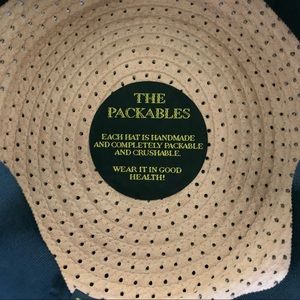 THE
PACKABLES
EACH HAT IS HANDMADE
AND COMPLETELY PACKABLE
AND CRUSHABLE.
WEAR IT IN GOOD
HEALTH!